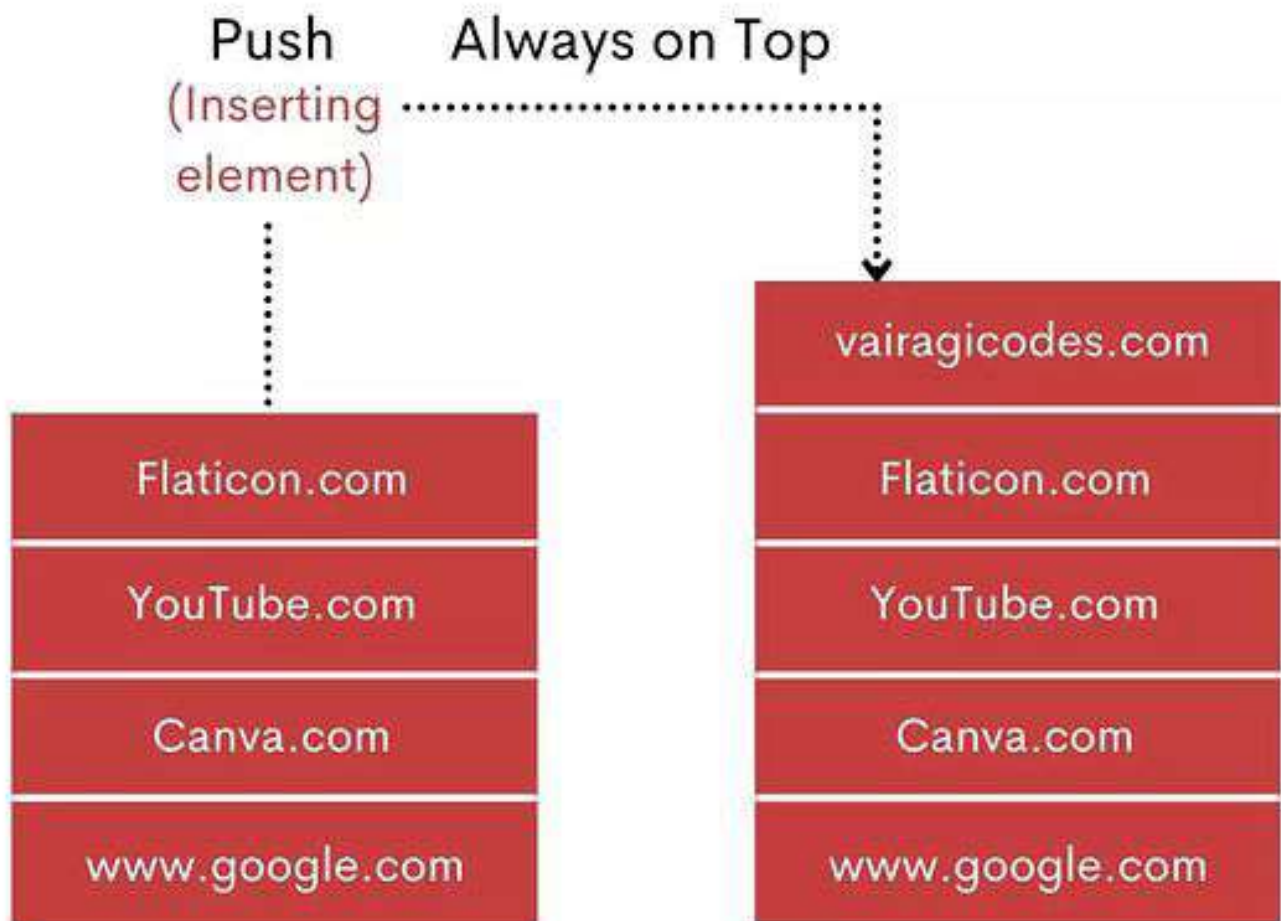 Push
Always on Top
(Inserting
element)
Flaticon.com
YouTube.com
Canva.com
www.google.com
vairagicodes.com
Flaticon.com
YouTube.com
Canva.com
www.google.com